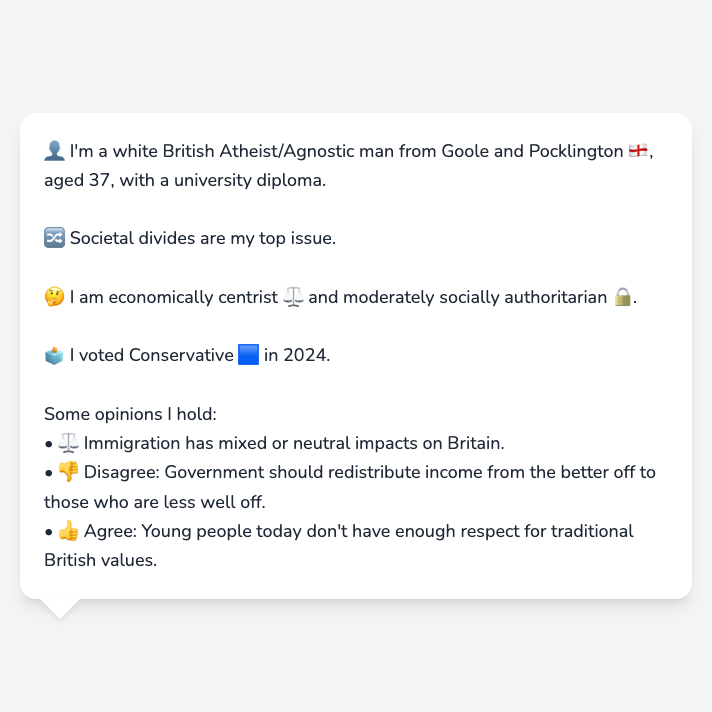 👤 I'm a white British Atheist/Agnostic man from Goole and Pocklington 🏴󠁧󠁢󠁥󠁮󠁧󠁿,
aged 37, with a university diploma.
🔀 Societal divides are my top issue.
🤔 I am economically centrist ⚖️ and moderately socially authoritarian 🔒.
🗳️ I voted Conservative 🟦 in 2024.
Some opinions I hold:
• ⚖️ Immigration has mixed or neutral impacts on Britain.
• 👎 Disagree: Government should redistribute income from the better off to
those who are less well off.
• 👍 Agree: Young people today don't have enough respect for traditional
British values.